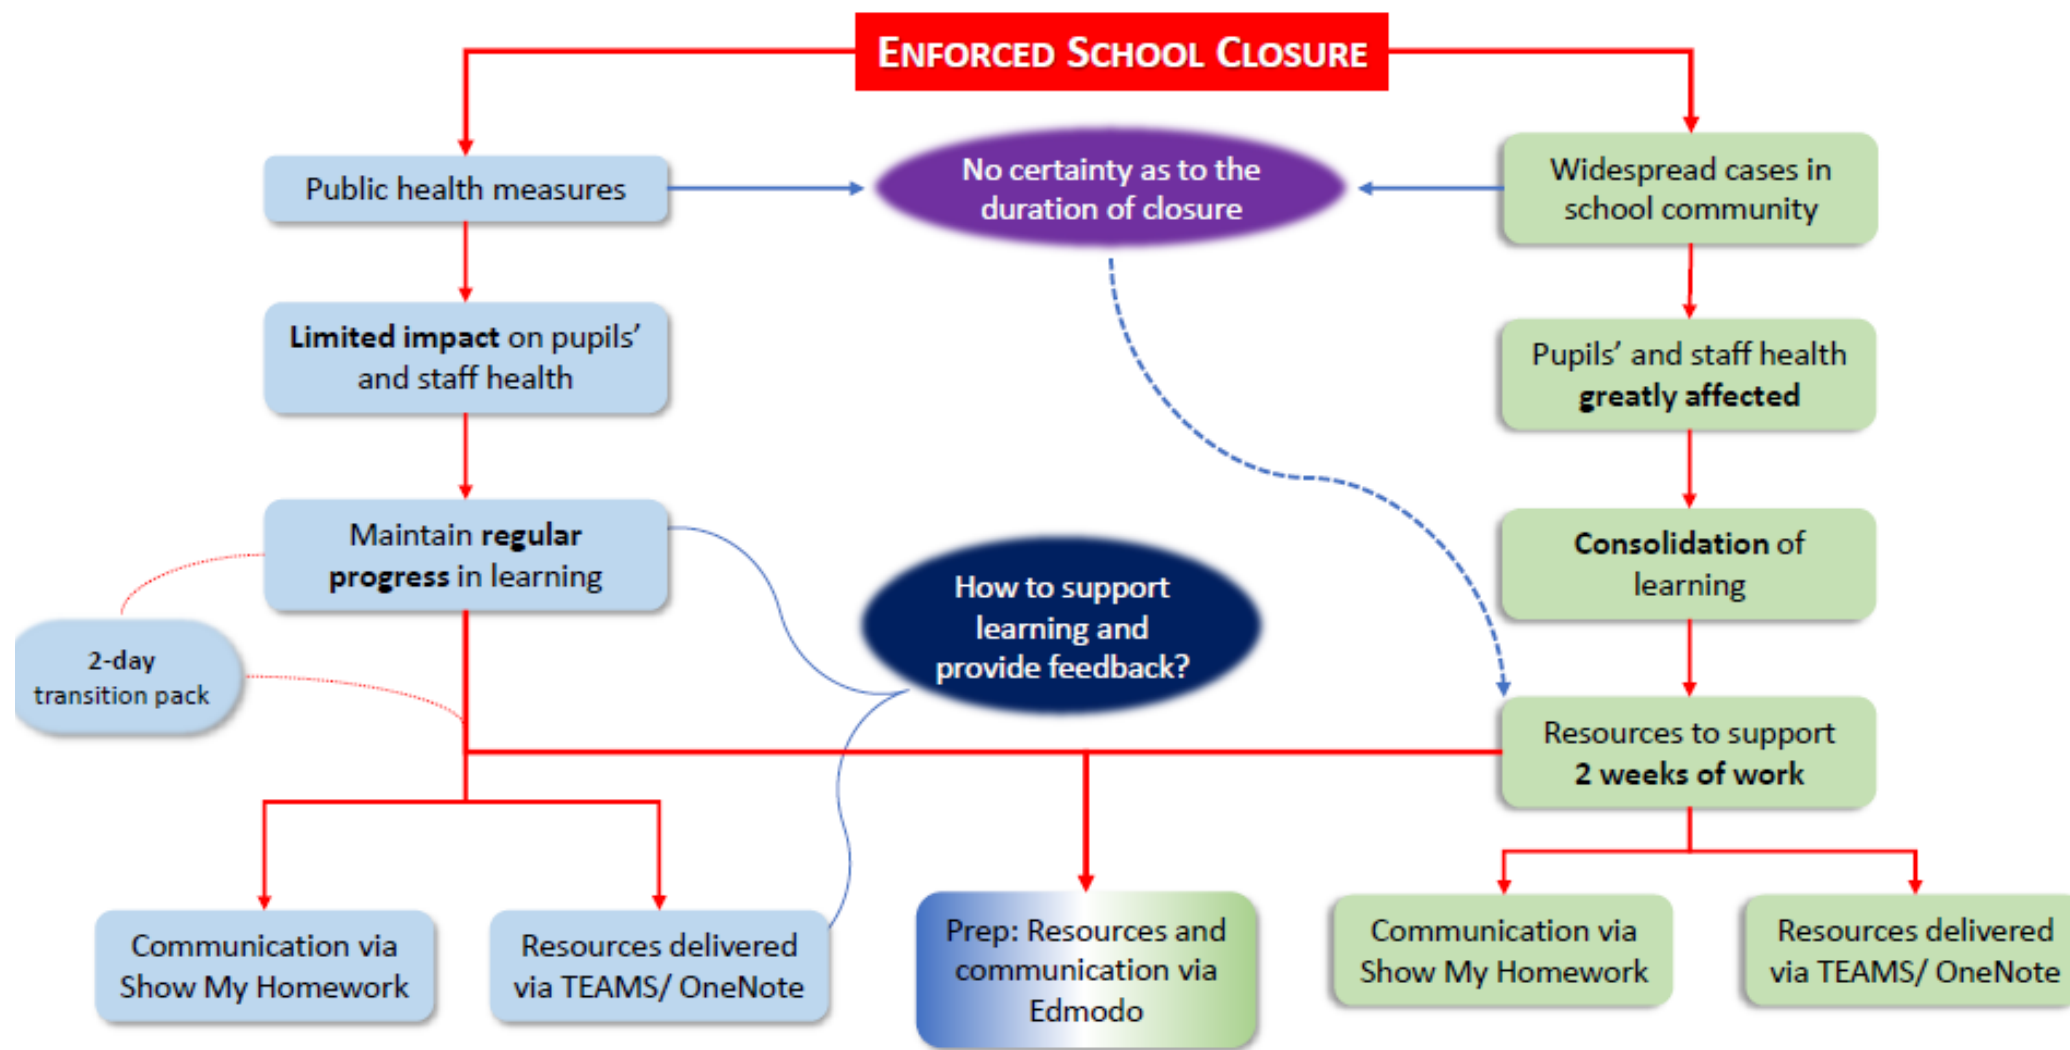 ENFORCED SCHOOL CLOSURE
Public health measures
No certainty as to the
duration of closure
Widespread cases in
school community
Limited impact on pupils’
and staff health
Pupils’ and staff health
greatly affected
Maintain regular
progress in learning
How to support
learning and
provide feedback?
Consolidation of
learning
2-day
transition pack
Resources to support
2 weeks of work
Communication via
Show My Homework
Resources delivered
via TEAMS/ OneNote
Prep: Resources and
communication via
Edmodo
Communication via
Show My Homework
Resources delivered
via TEAMS/ OneNote